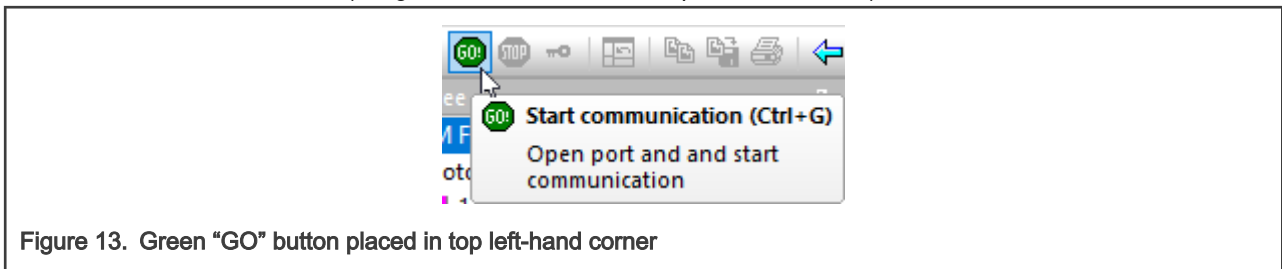 GO! STOP
GO! Start communication (Ctrl+G)
Open port and and start
communication
Figure 13. Green “GO” button placed in top left-hand corner